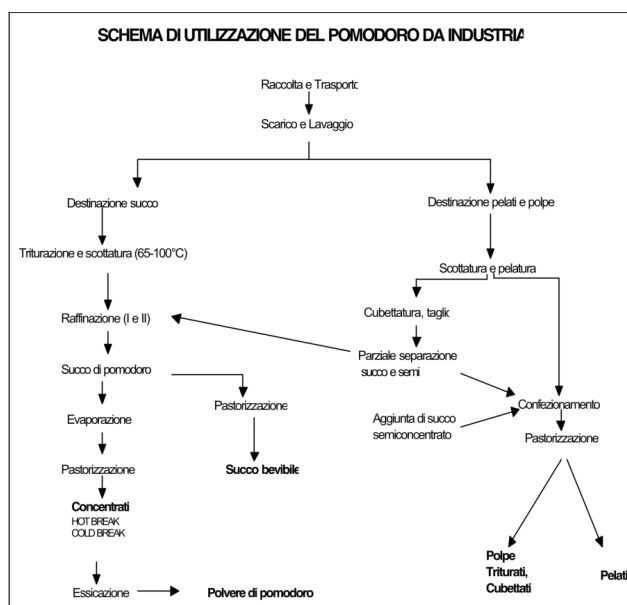 SCHEMA DI UTILIZZAZIONE DEL POMODORO DA INDUSTRIA
Raccolta e Trasporto
Scarico e Lavaggio
Destinazione succo
Destinazione pelati e polpe
Triturazione e scottatura (65-100°C)
Scottatura e pelatura
Raffinazione (I e II)
Cubettatura, taglio
Parziale separazione
succo e semi
Succo di pomodoro
Pastorizzazione
Confezionamento
Aggiunta di succo
semiconcentrato
Evaporazione
Pastorizzazione
Pastorizzazione
Succo bevibile
Concentrati
HOT BREAK
COLD BREAK
Polpe
Triturati,
Cubettati
Pelati
Essicazione
Polvere di pomodoro